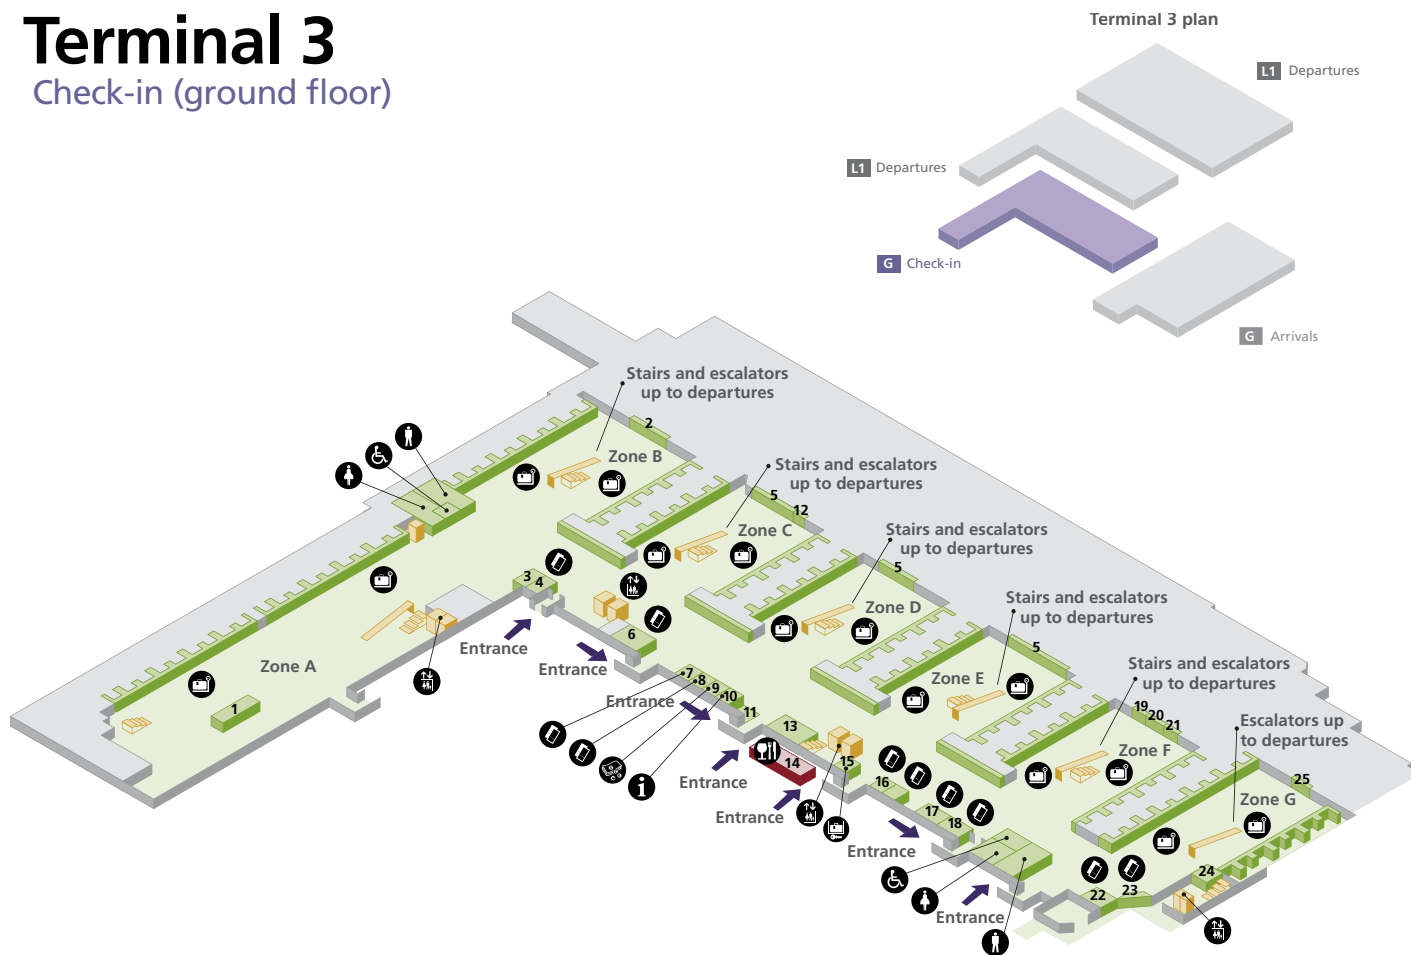 Terminal 3
Check-in (ground floor)
Terminal 3 plan
L1 Departures
L1 Departures
G Check-in
G Arrivals
Stairs and escalators
up to departures
2
Zone B
Stairs and escalators
up to departures
5
12
Zone C
Stairs and escalators
up to departures
5
Zone D
Stairs and escalators
up to departures
5
Zone E
Stairs and escalators
up to departures
19
20
21
Zone F
Escalators up
to departures
25
Zone G
3
4
6
Entrance
Entrance
Zone A
1
7
8
9
10
11
Entrance
13
14
15
Entrance
Entrance
16
17
18
Entrance
Entrance
22
23
24